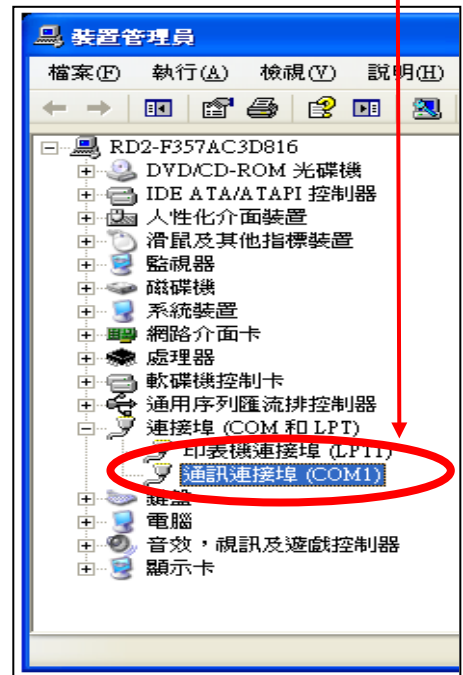 裝置管理員
檔案(F) 執行(A) 檢視(V) 說明(H)
RD2-F357AC3D816
DVD/CD-ROM 光碟機
IDE ATA/ATAPI 控制器
人性化介面裝置
滑鼠及其他指標裝置
監視器
磁碟機
系統裝置
網路介面卡
處理器
軟碟機控制卡
通用序列匯流排控制器
連接埠 (COM 和 LPT)
印表機連接埠 (LPT1)
通訊連接埠 (COM1)
鍵盤
電腦
音效，視訊及遊戲控制器
顯示卡